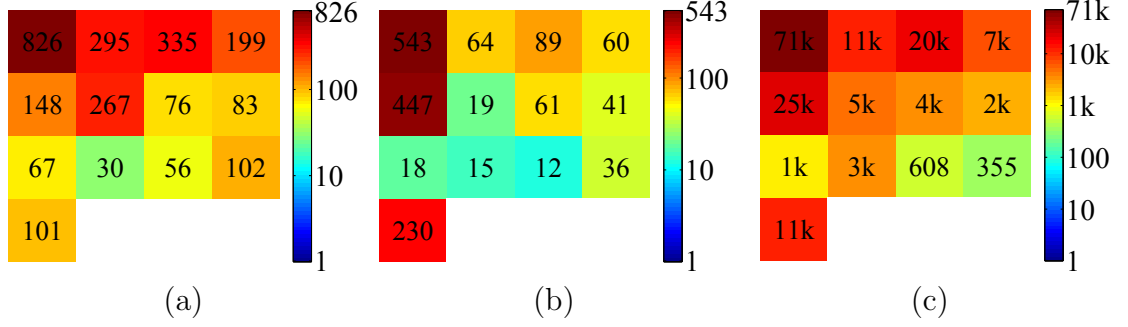 826 295 335 199
148 267 76 83
67 30 56 102
101
826
100
10
1
(a)
543 64 89 60
447 19 61 41
18 15 12 36
230
543
100
10
1
(b)
71k 11k 20k 7k
25k 5k 4k 2k
1k 3k 608 355
11k
71k
10k
1k
100
10
1
(c)